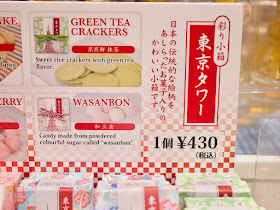 NKE
GREEN TEA
CRACKERS
京煎餅 抹茶
Sweet rice crackers with green tea
flavor.
ERRY
WASANBON
和三盆
Candy made from powdered
colourful sugar called "wasanbon".
彩り小箱
東京タワー
日本の伝統的な絵柄を
あしらったお菓子入りの
かわいい小箱です。
1個 ¥430
(税込)